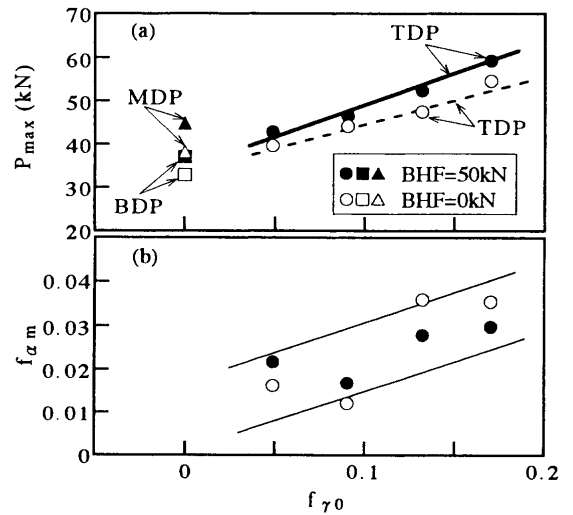 (a)
TDP
P max (kN)
60
50
40
30
20
MDP
BDP
TDP
●■▲ BHF=50kN
○□△ BHF=0kN
(b)
f α m
0.04
0.03
0.02
0.01
0
0
0.1
0.2
f γ 0